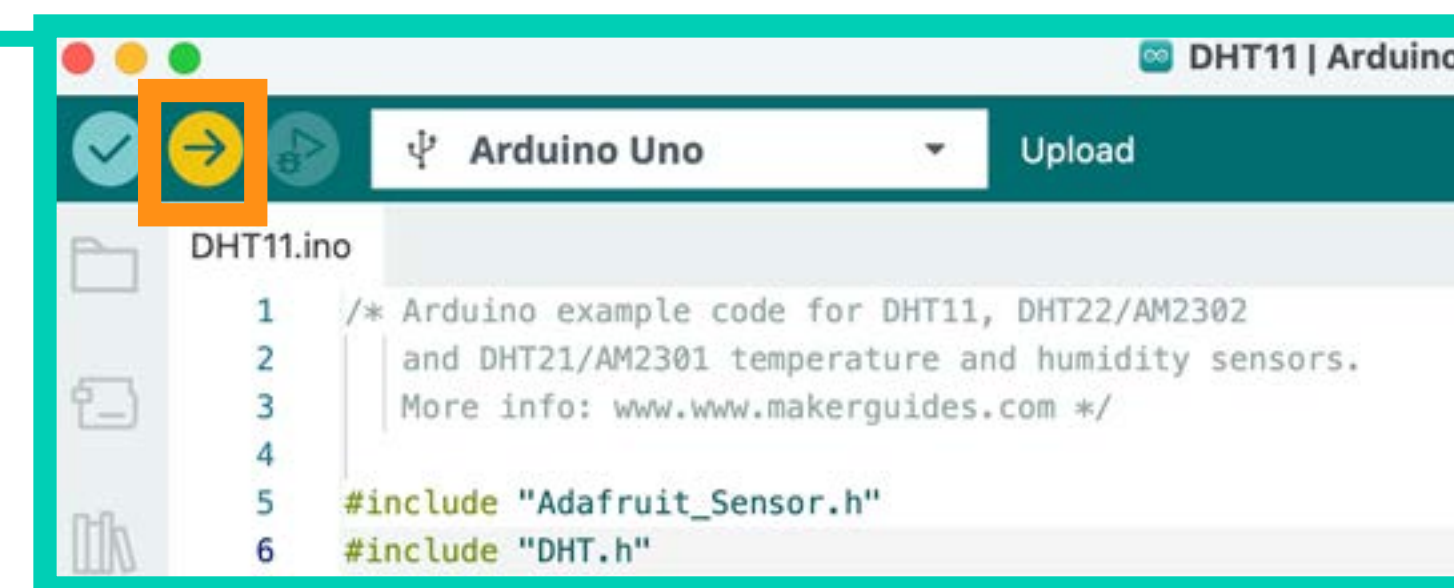 DHT11 | Arduino
Arduino Uno
Upload
DHT11.ino
1 /* Arduino example code for DHT11, DHT22/AM2302
2 and DHT21/AM2301 temperature and humidity sensors.
3 More info: www.www.makerguides.com */
4
5 #include "Adafruit_Sensor.h"
6 #include "DHT.h"